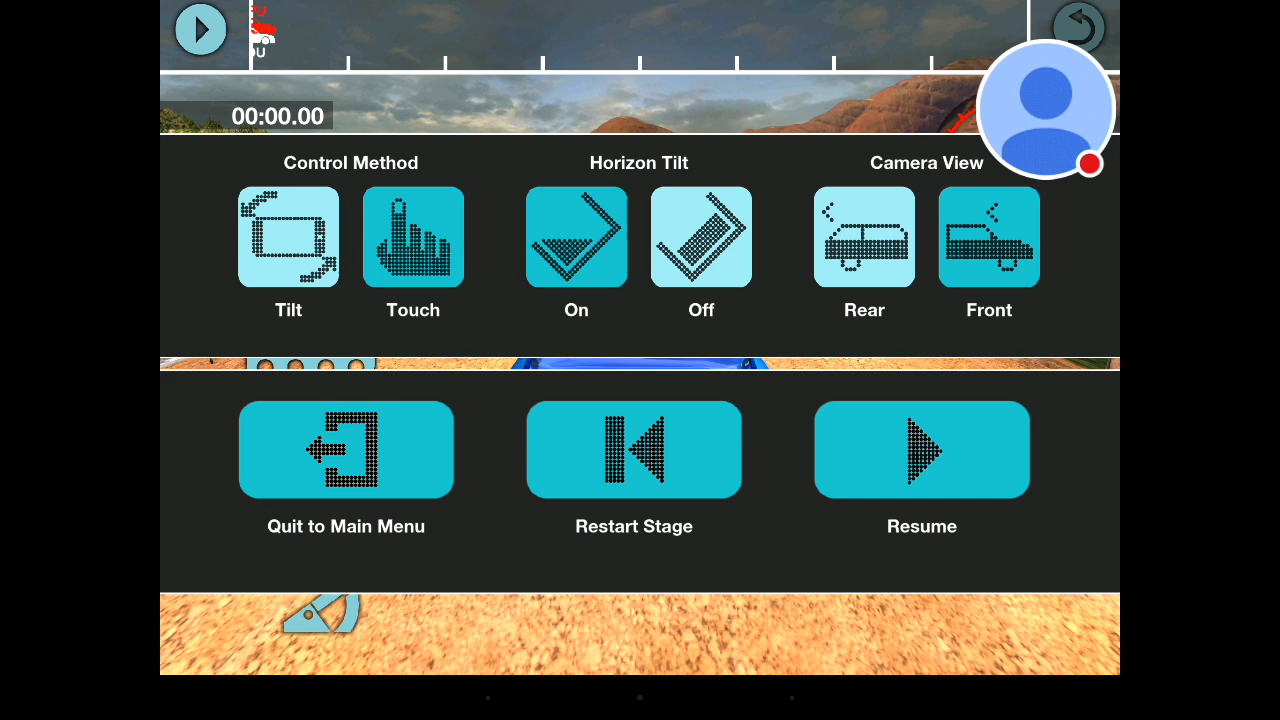 00:00.00
Control Method
Horizon Tilt
Camera View
Tilt
Touch
On
Off
Rear
Front
Quit to Main Menu
Restart Stage
Resume